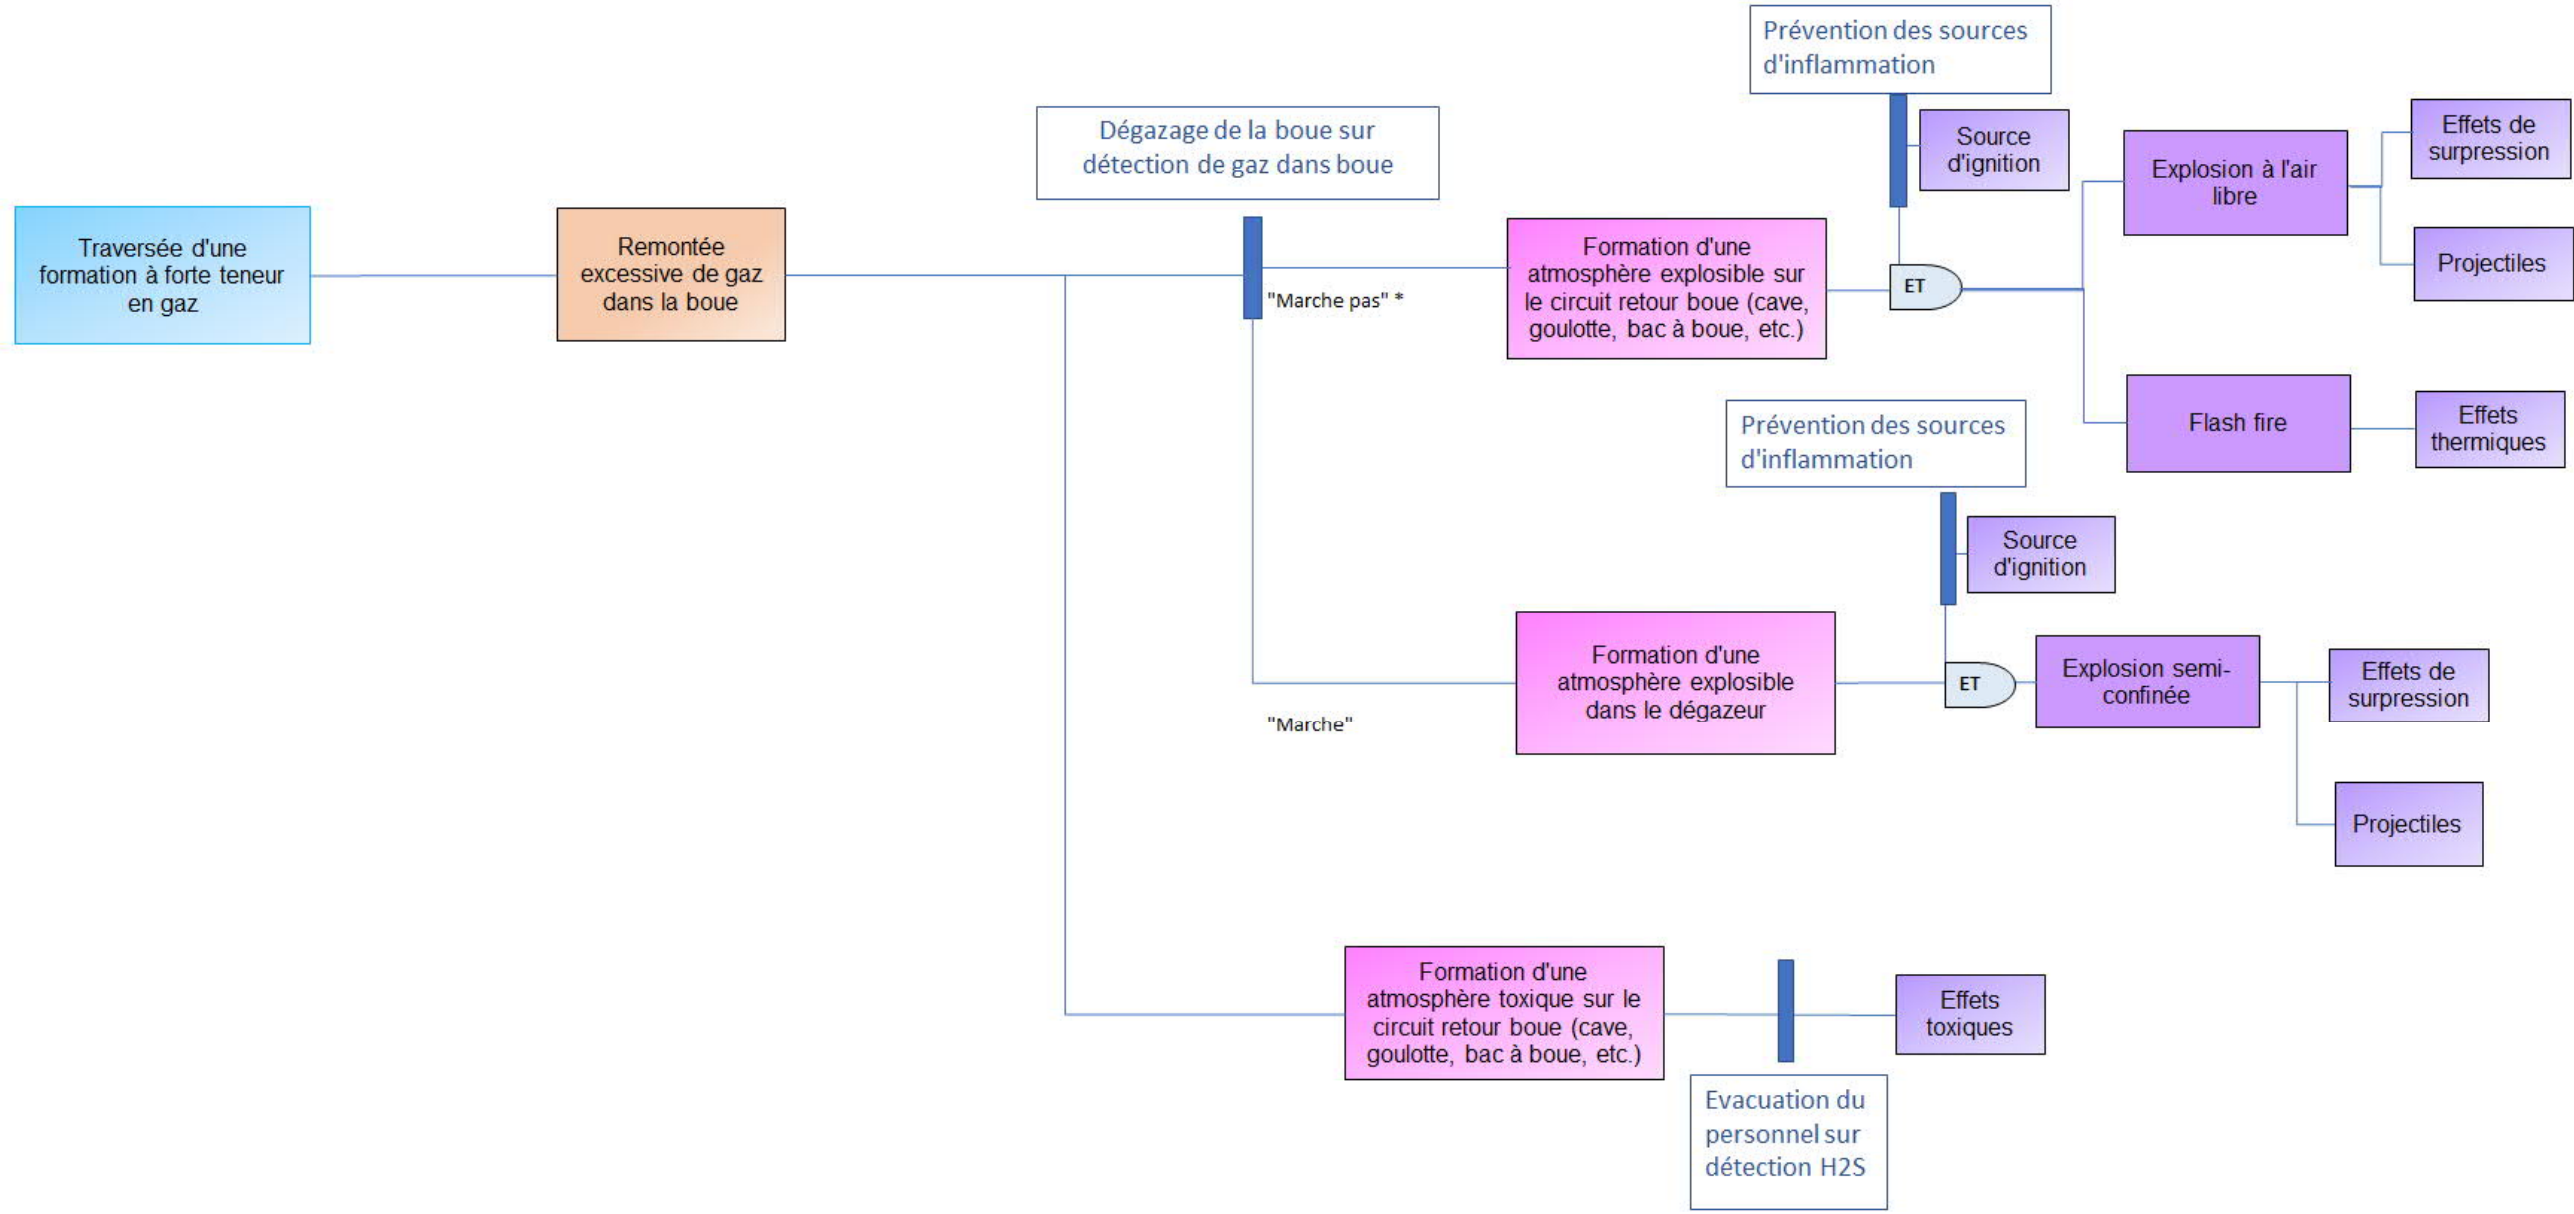 Prévention des sources
d'inflammation
Dégazage de la boue sur
détection de gaz dans boue
Source
d'ignition
Effets de
surpression
Explosion à l'air
libre
Projectiles
Traversée d'une
formation à forte teneur
en gaz
Remontée
excessive de gaz
dans la boue
"Marche pas" *
Formation d'une
atmosphère explosible sur
le circuit retour boue (cave,
goulotte, bac à boue, etc.)
ET
Flash fire
Effets
thermiques
Prévention des sources
d'inflammation
Source
d'ignition
Formation d'une
atmosphère explosible
dans le dégazeur
"Marche"
ET
Explosion semi-
confinée
Effets de
surpression
Projectiles
Formation d'une
atmosphère toxique sur le
circuit retour boue (cave,
goulotte, bac à boue, etc.)
Effets
toxiques
Evacuation du
personnel sur
détection H2S